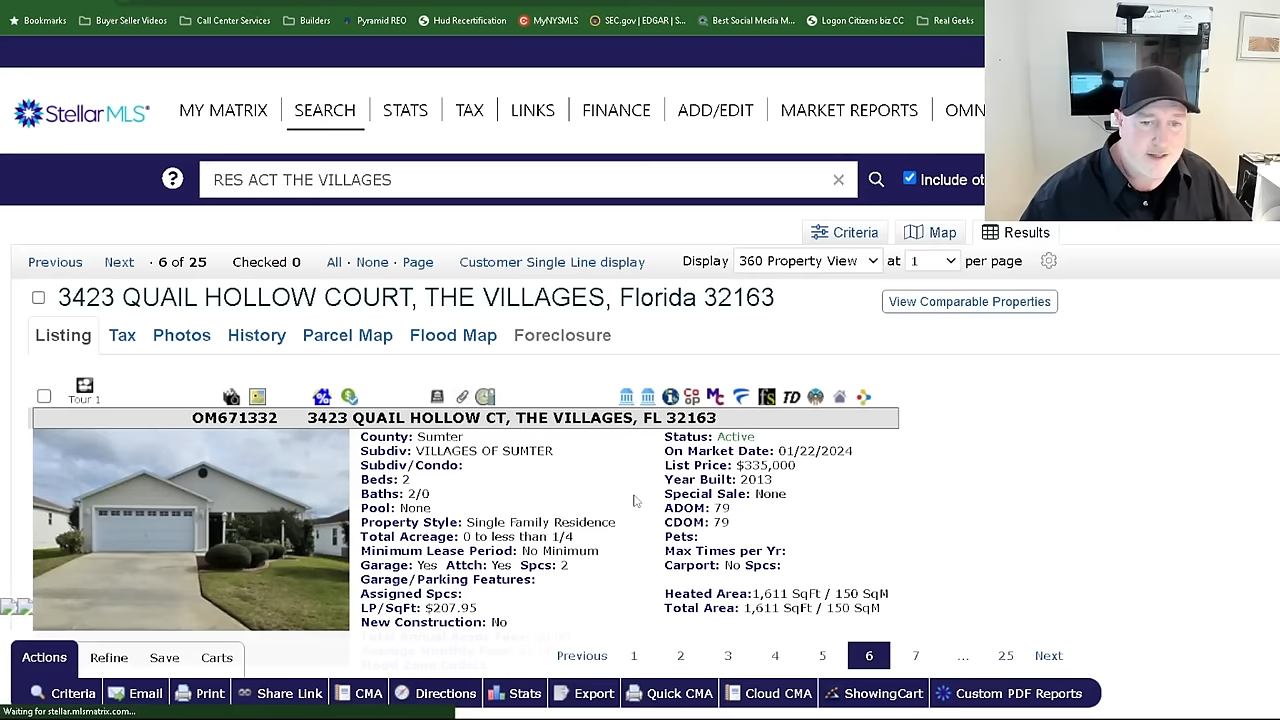 Bookmarks Buyer Seller Videos Call Center Services Builders Pyramid REO MyNYSMLS SEC.gov | EDGAR | S... Best Social Media M... Logon Citizens biz.CC Real Geeks
StellarMLS MY MATRIX SEARCH STATS TAX LINKS FINANCE ADD/EDIT MARKET REPORTS OMN
? RES ACT THE VILLAGES Include ot
Criteria Map Results
Previous Next · 6 of 25 Checked 0 All · None · Page Customer Single Line display Display 360 Property View at 1 per page
3423 QUAIL HOLLOW COURT, THE VILLAGES, Florida 32163 View Comparable Properties
Listing Tax Photos History Parcel Map Flood Map Foreclosure
Tour 1
TD
OM671332 3423 QUAIL HOLLOW CT, THE VILLAGES, FL 32163
County: Sumter Status: Active
Subdiv: VILLAGES OF SUMTER On Market Date: 01/22/2024
Subdiv/Condo: List Price: $335,000
Beds: 2 Year Built: 2013
Baths: 2/0 Special Sale: None
Pool: None ADOM: 79
Property Style: Single Family Residence CDOM: 79
Total Acreage: 0 to less than 1/4 Pets:
Minimum Lease Period: No Minimum Max Times per Yr:
Garage: Yes Attch: Yes Spcs: 2 Carport: No Spcs:
Garage/Parking Features:
Assigned Spcs: Heated Area:1,611 SqFt / 150 SqM
LP/SqFt: $207.95 Total Area: 1,611 SqFt / 150 SqM
New Construction: No
Actions Refine Save Carts Previous 1 2 3 4 5 6 7 ... 25 Next
Criteria Email Print Share Link CMA Directions Stats Export Quick CMA Cloud CMA ShowingCart Custom PDF Reports
Waiting for stellar.mlsmatrix.com...